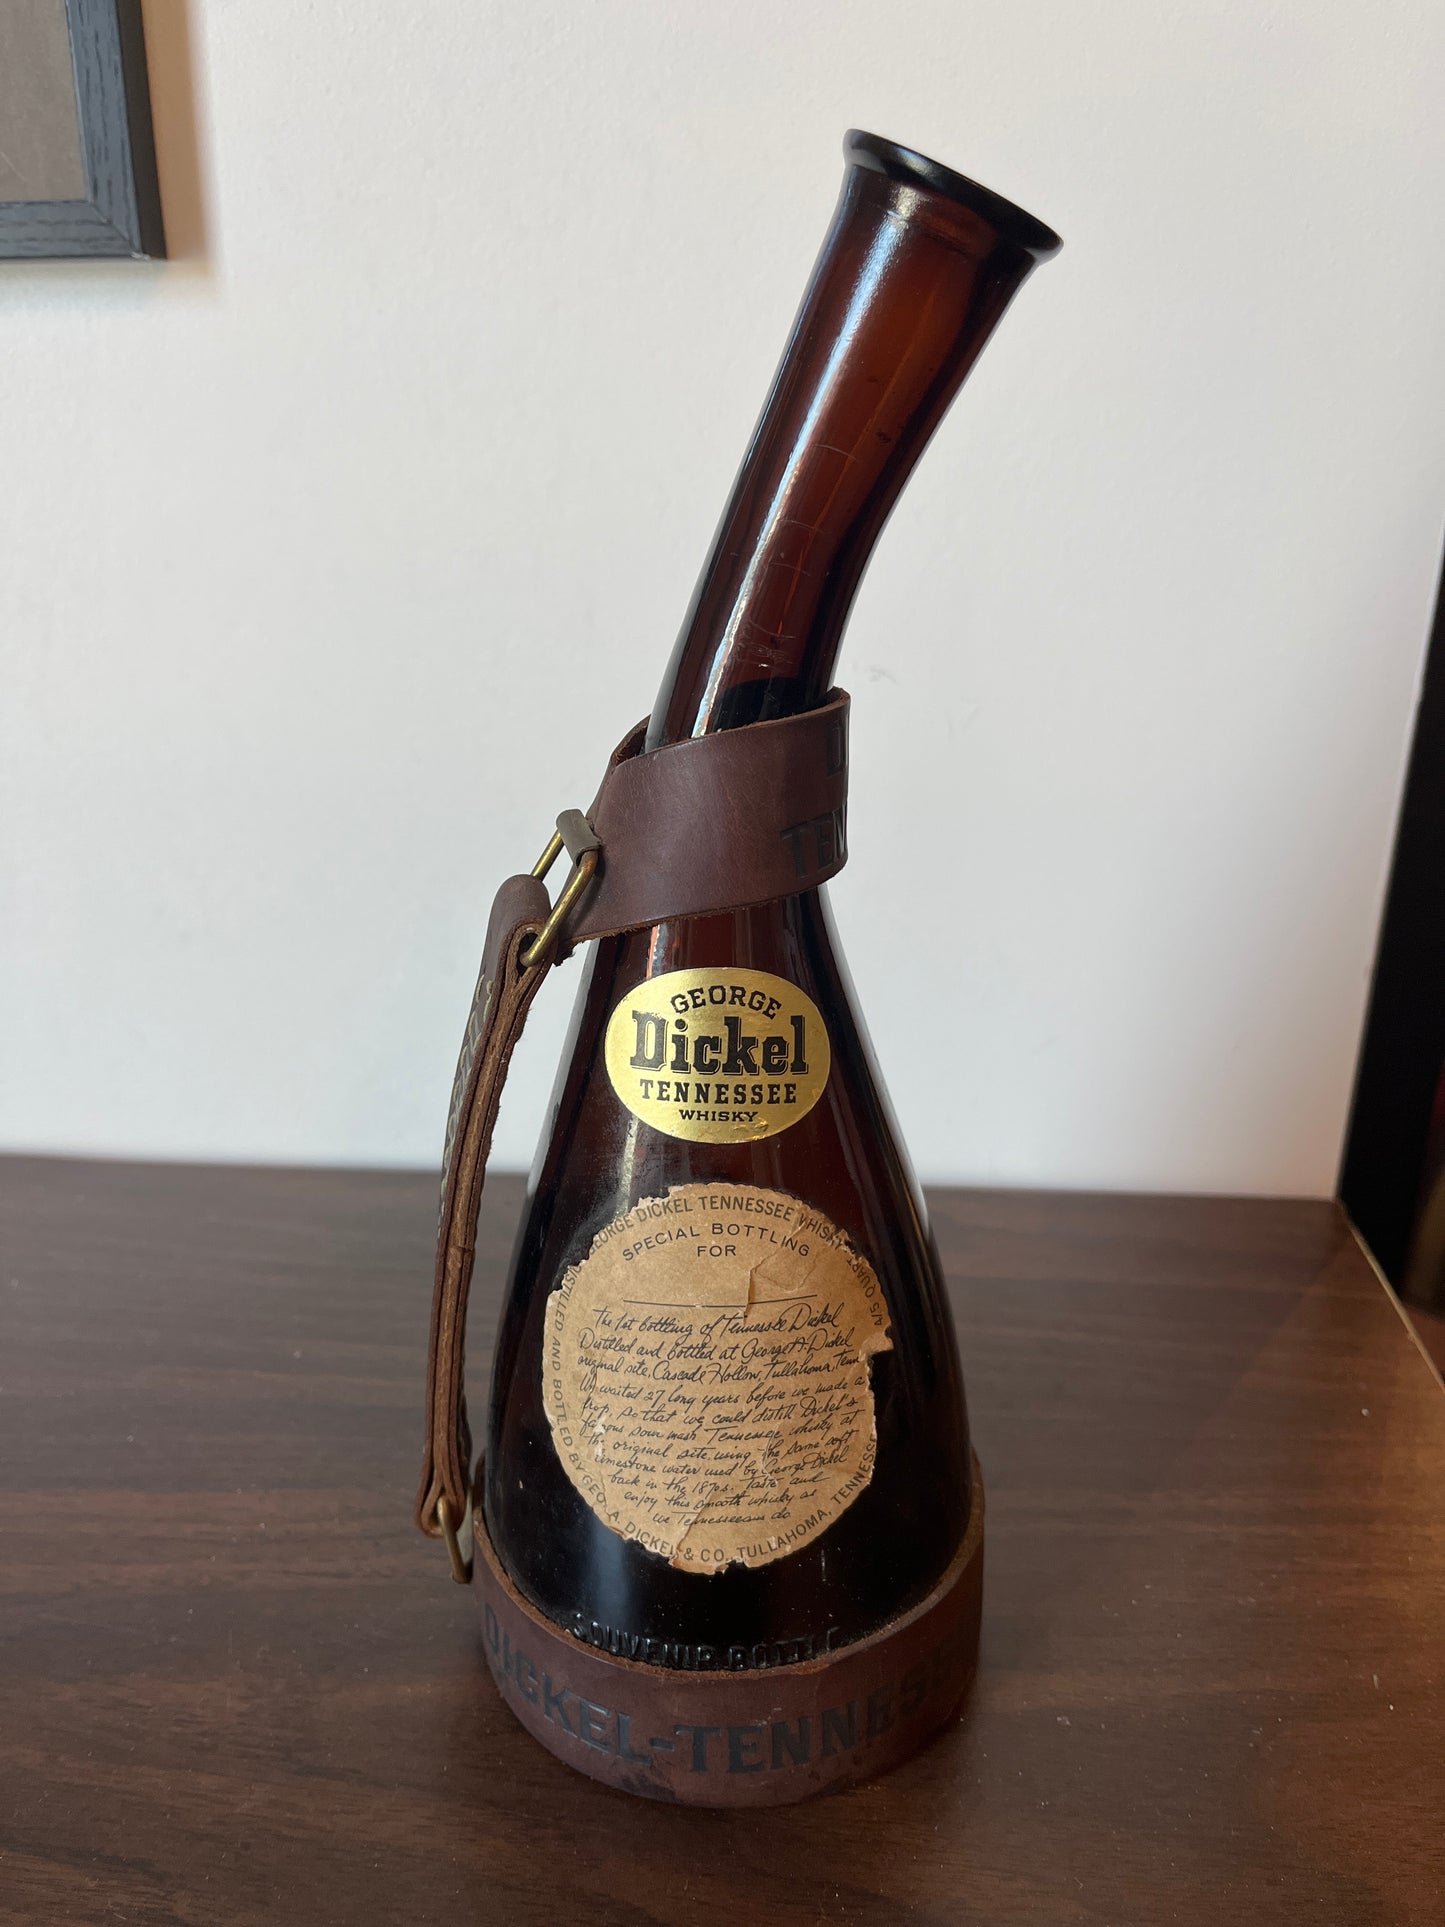 D
TEN
GEORGE
Dickel
TENNESSEE
WHISKY
GEORGE DICKEL TENNESSEE WHISKY 4/5 QUART
SPECIAL BOTTLING
FOR
The 1st bottling of Tennessee Dickel
Distilled and bottled at George A. Dickel
original site, Cascade Hollow, Tullahoma, Tenn
We waited 27 long years before we made a
drop, so that we could distill Dickel's
famous sour mash Tennessee whisky at
the original site using the same soft
limestone water used by George Dickel
back in the 1870s. Taste and
enjoy this smooth whisky as
we Tennesseeans do
DISTILLED AND BOTTLED BY GEO. A. DICKEL & CO. TULLAHOMA, TENNESSEE
SOUVENIR BOTTLE
DICKEL-TENNESS